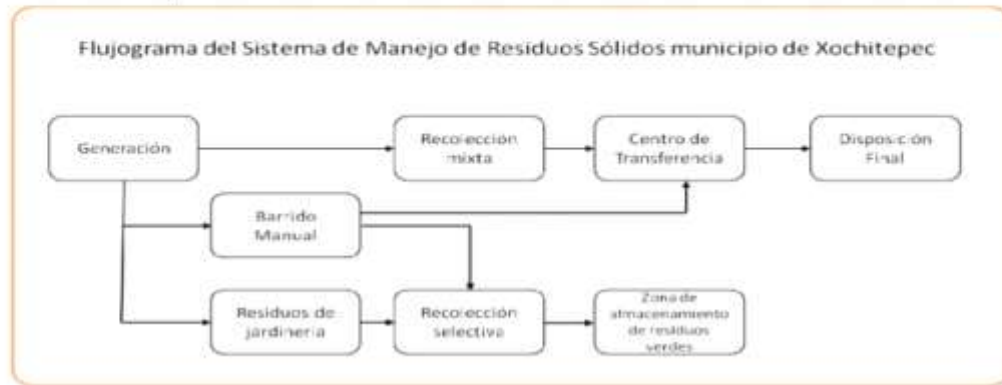 Flujograma del Sistema de Manejo de Residuos Sólidos municipio de Xochitepec
Generación
Recolección
mixta
Centro de
Transferencia
Disposición
Final
Barrido
Manual
Residuos de
jardinería
Recolección
selectiva
Zona de
almacenamiento
de residuos
verdes